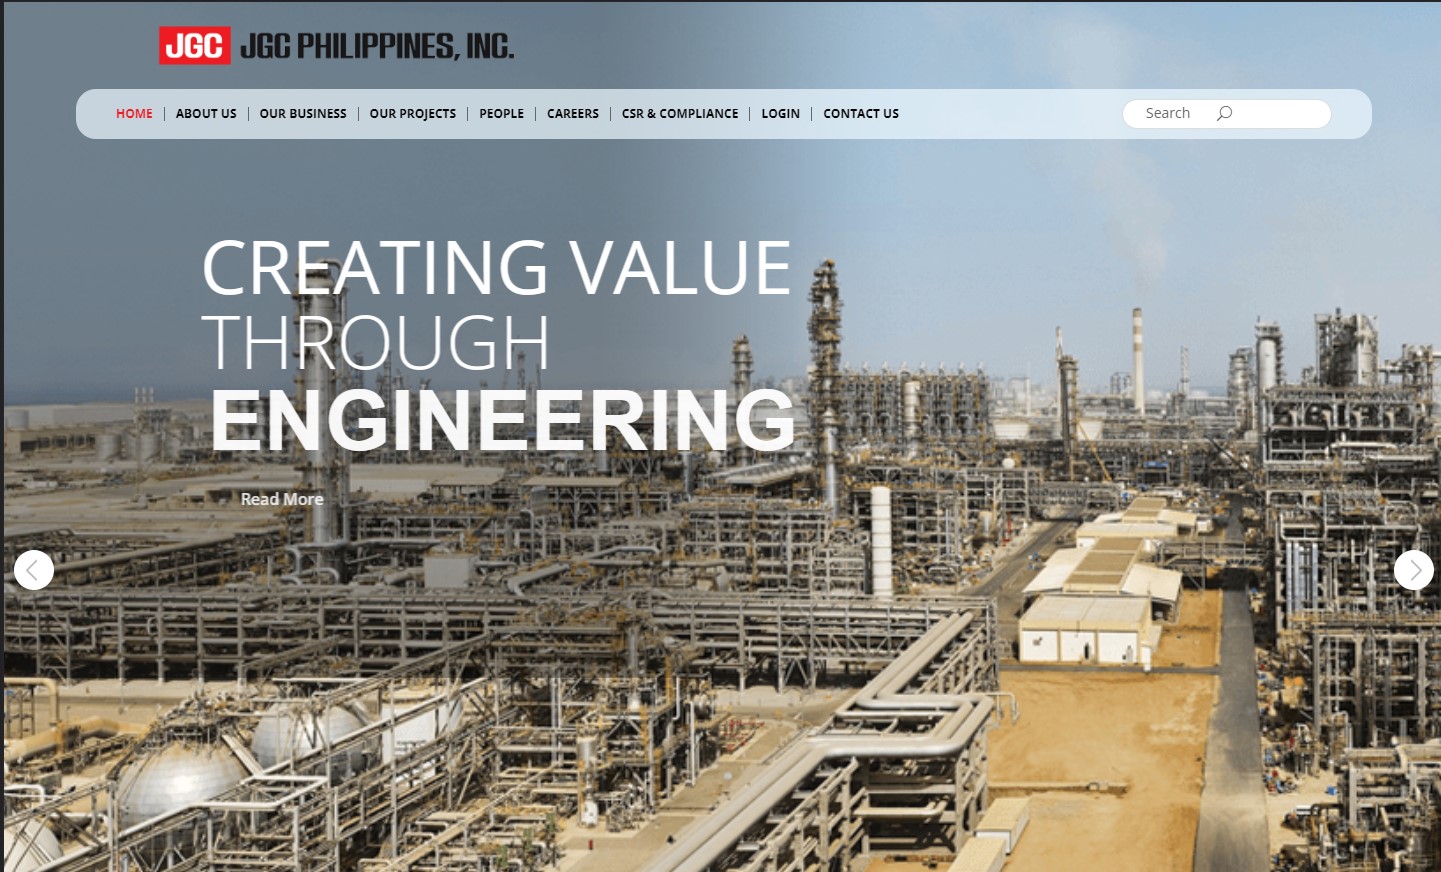 JGC JGC PHILIPPINES, INC.
HOME | ABOUT US | OUR BUSINESS | OUR PROJECTS | PEOPLE | CAREERS | CSR & COMPLIANCE | LOGIN | CONTACT US
Search
CREATING VALUE
THROUGH
ENGINEERING
Read More